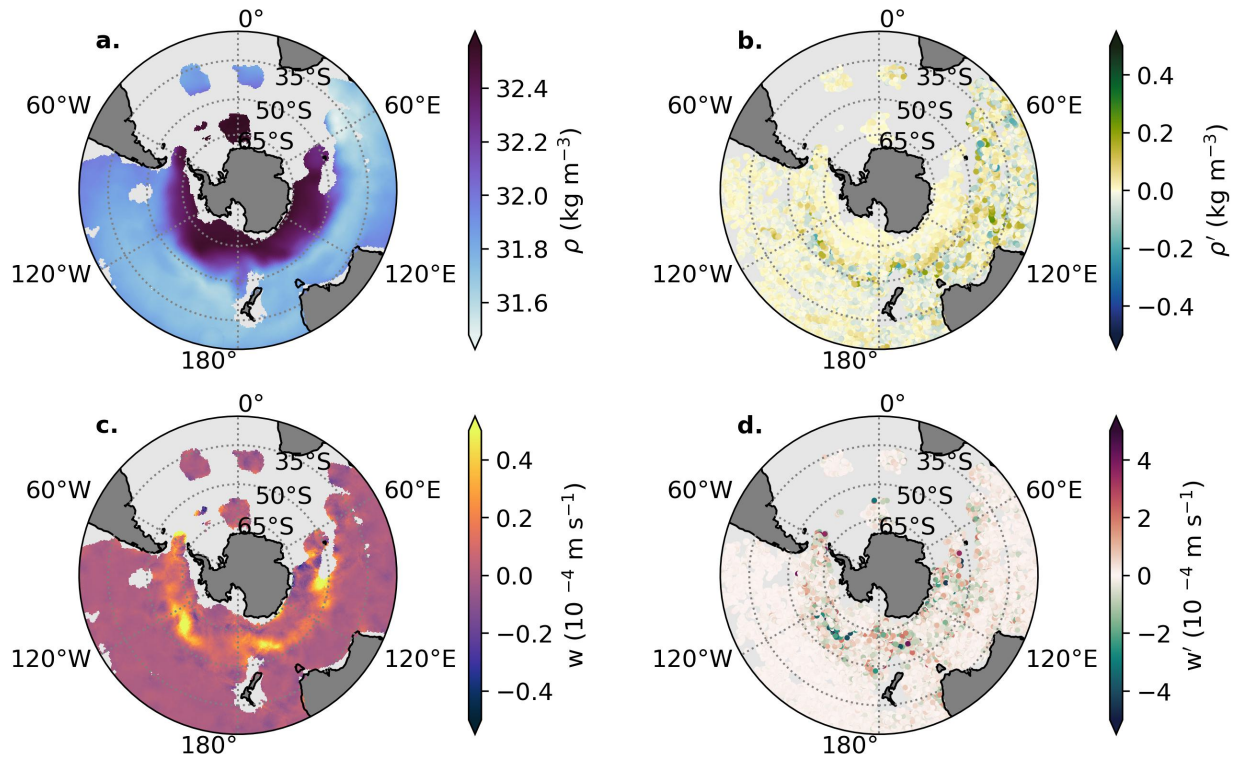 a.
0°
35°S
50°S
65°S
60°W
60°E
120°W
120°E
180°
32.4
32.2
32.0
31.8
31.6
ρ (kg m⁻³)
b.
0°
35°S
50°S
65°S
60°W
60°E
120°W
120°E
180°
0.4
0.2
0.0
−0.2
−0.4
ρ′ (kg m⁻³)
c.
0°
35°S
50°S
65°S
60°W
60°E
120°W
120°E
180°
0.4
0.2
0.0
−0.2
−0.4
w (10 ⁻⁴ m s⁻¹)
d.
0°
35°S
50°S
65°S
60°W
60°E
120°W
120°E
180°
4
2
0
−2
−4
w′ (10 ⁻⁴ m s⁻¹)